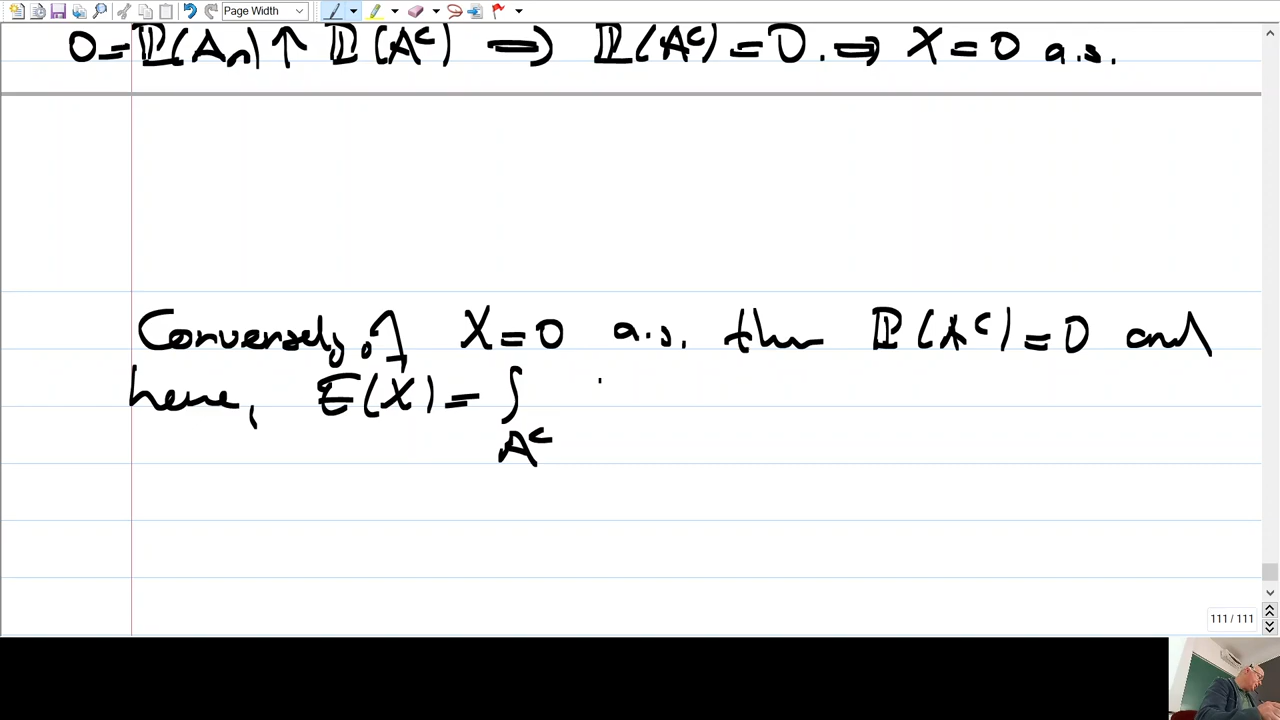 Page Width
0 = ℙ(Aₙ) ↑ ℙ(Aᶜ) ⟹ ℙ(Aᶜ) = 0. ⟹ X = 0 a.s.
Conversely, if X = 0 a.s. then ℙ(Aᶜ) = 0 and
hence, E(X) = ∫
Aᶜ
111 / 111